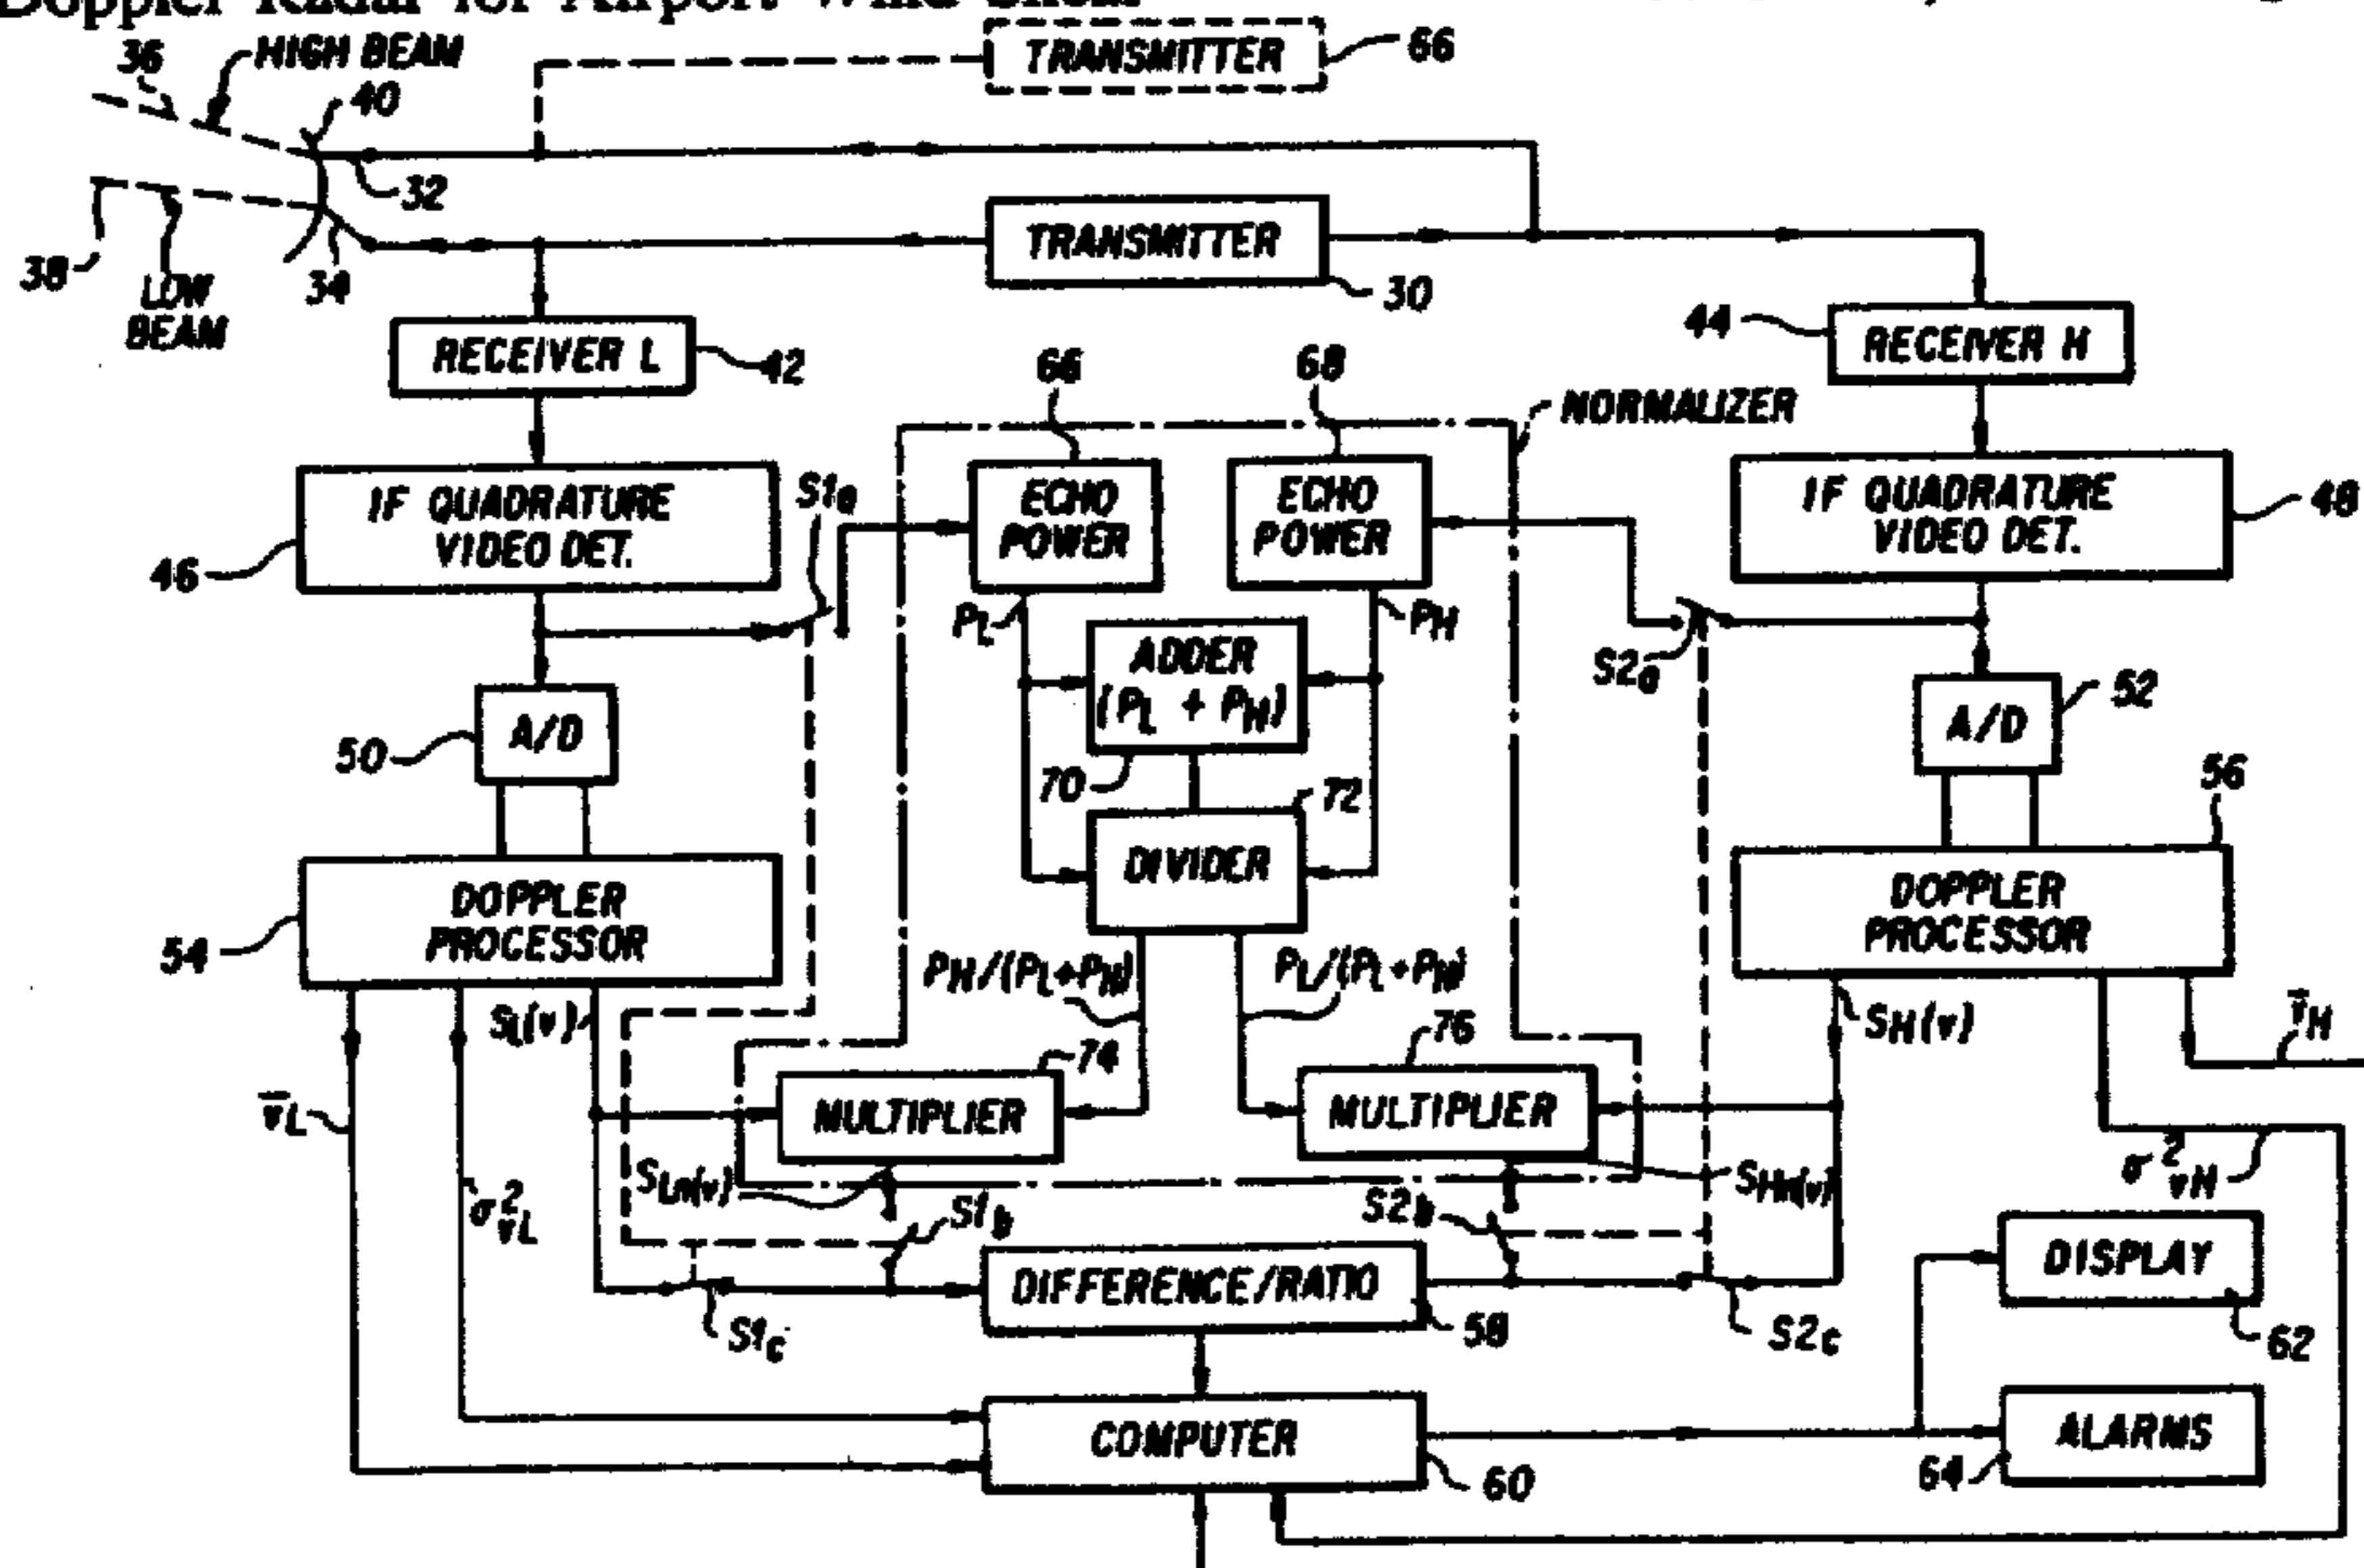 Doppler Radar for Airport Wind Shear
TRANSMITTER
66
36
HIGH BEAM
40
32
TRANSMITTER
30
38
LOW
BEAM
34
RECEIVER L
42
44
RECEIVER H
66
68
NORMALIZER
IF QUADRATURE
VIDEO DET.
46
S1a
ECHO
POWER
ECHO
POWER
IF QUADRATURE
VIDEO DET.
48
PL
PH
ADDER
(PL + PH)
70
S2a
A/D
50
A/D
52
72
DIVIDER
56
DOPPLER
PROCESSOR
54
DOPPLER
PROCESSOR
PH/(PL+PH)
PL/(PL+PH)
SL(v)
SH(v)
v̄H
74
76
v̄L
MULTIPLIER
MULTIPLIER
SLn(v)
SHn(v)
σ²vH
σ²vL
S1b
S2b
DISPLAY
62
DIFFERENCE/RATIO
58
S1c
S2c
COMPUTER
60
ALARMS
64